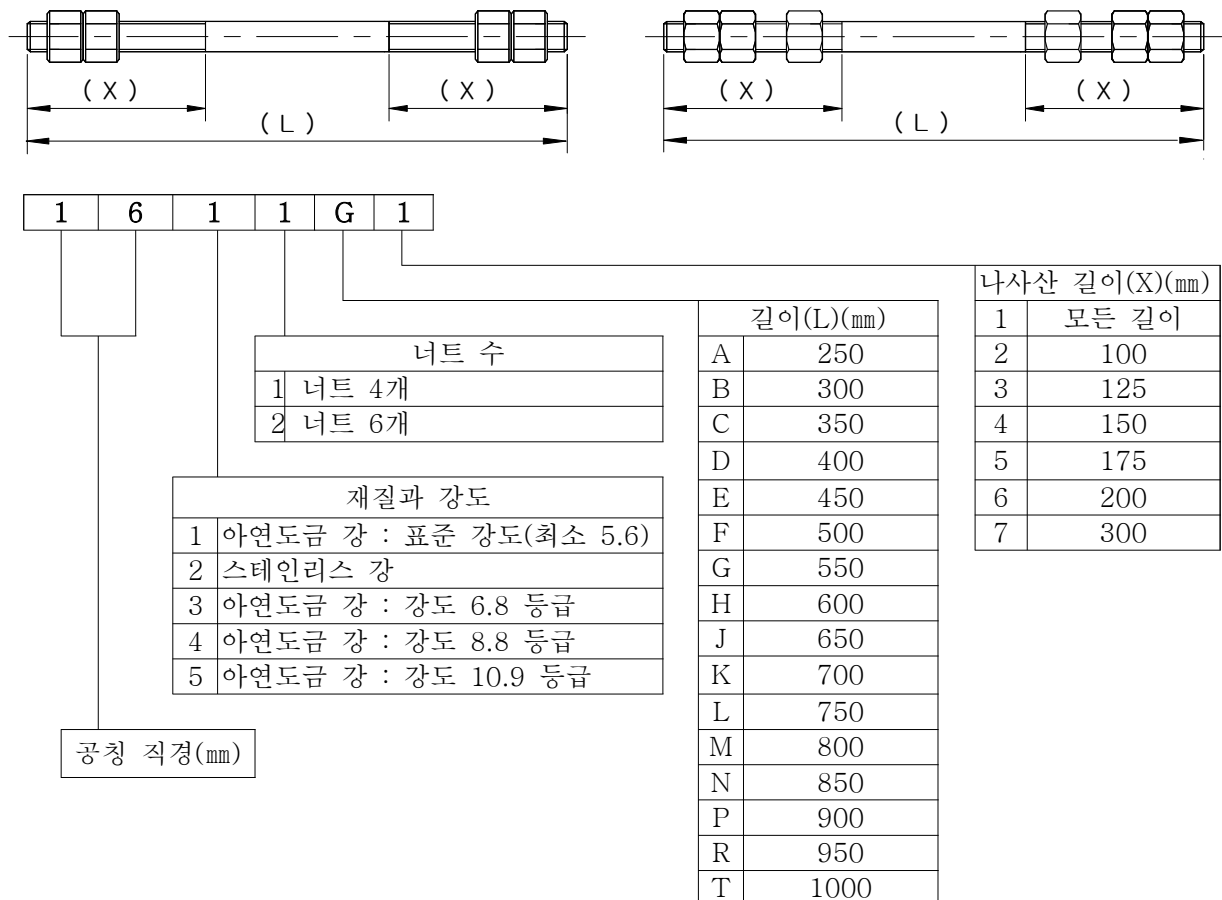 ( X )
( X )
( L )
( X )
( X )
( L )
1 6 1 1 G 1
나사산 길이(X)(㎜)
1 모든 길이
2 100
3 125
4 150
5 175
6 200
7 300
길이(L)(㎜)
A 250
B 300
C 350
D 400
E 450
F 500
G 550
H 600
J 650
K 700
L 750
M 800
N 850
P 900
R 950
T 1000
너트 수
1 너트 4개
2 너트 6개
재질과 강도
1 아연도금 강 : 표준 강도(최소 5.6)
2 스테인리스 강
3 아연도금 강 : 강도 6.8 등급
4 아연도금 강 : 강도 8.8 등급
5 아연도금 강 : 강도 10.9 등급
공칭 직경(㎜)